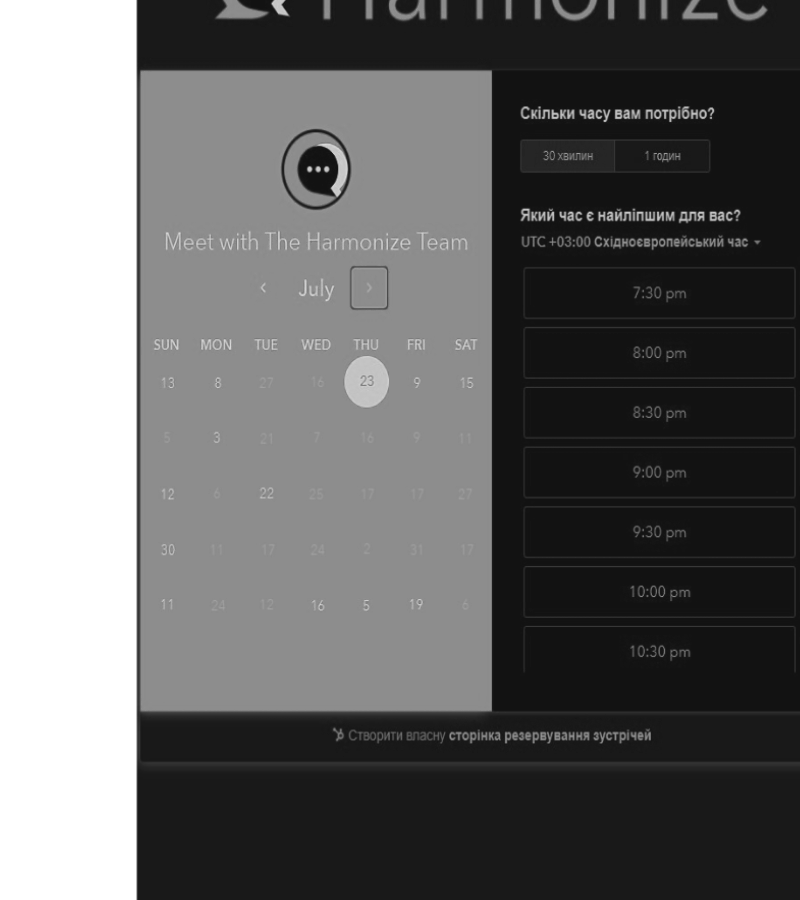 Harmonize
Meet with The Harmonize Team
July
SUN MON TUE WED THU FRI SAT
13 8 27 16 23 9 15
5 3 21 7 16 9 11
12 6 22 25 17 17 27
30 11 17 24 2 31 17
11 24 12 16 5 19 6
Скільки часу вам потрібно?
30 хвилин 1 годин
Який час є найліпшим для вас?
UTC +03:00 Східноєвропейський час
7:30 pm
8:00 pm
8:30 pm
9:00 pm
9:30 pm
10:00 pm
10:30 pm
Створити власну сторінка резервування зустрічей